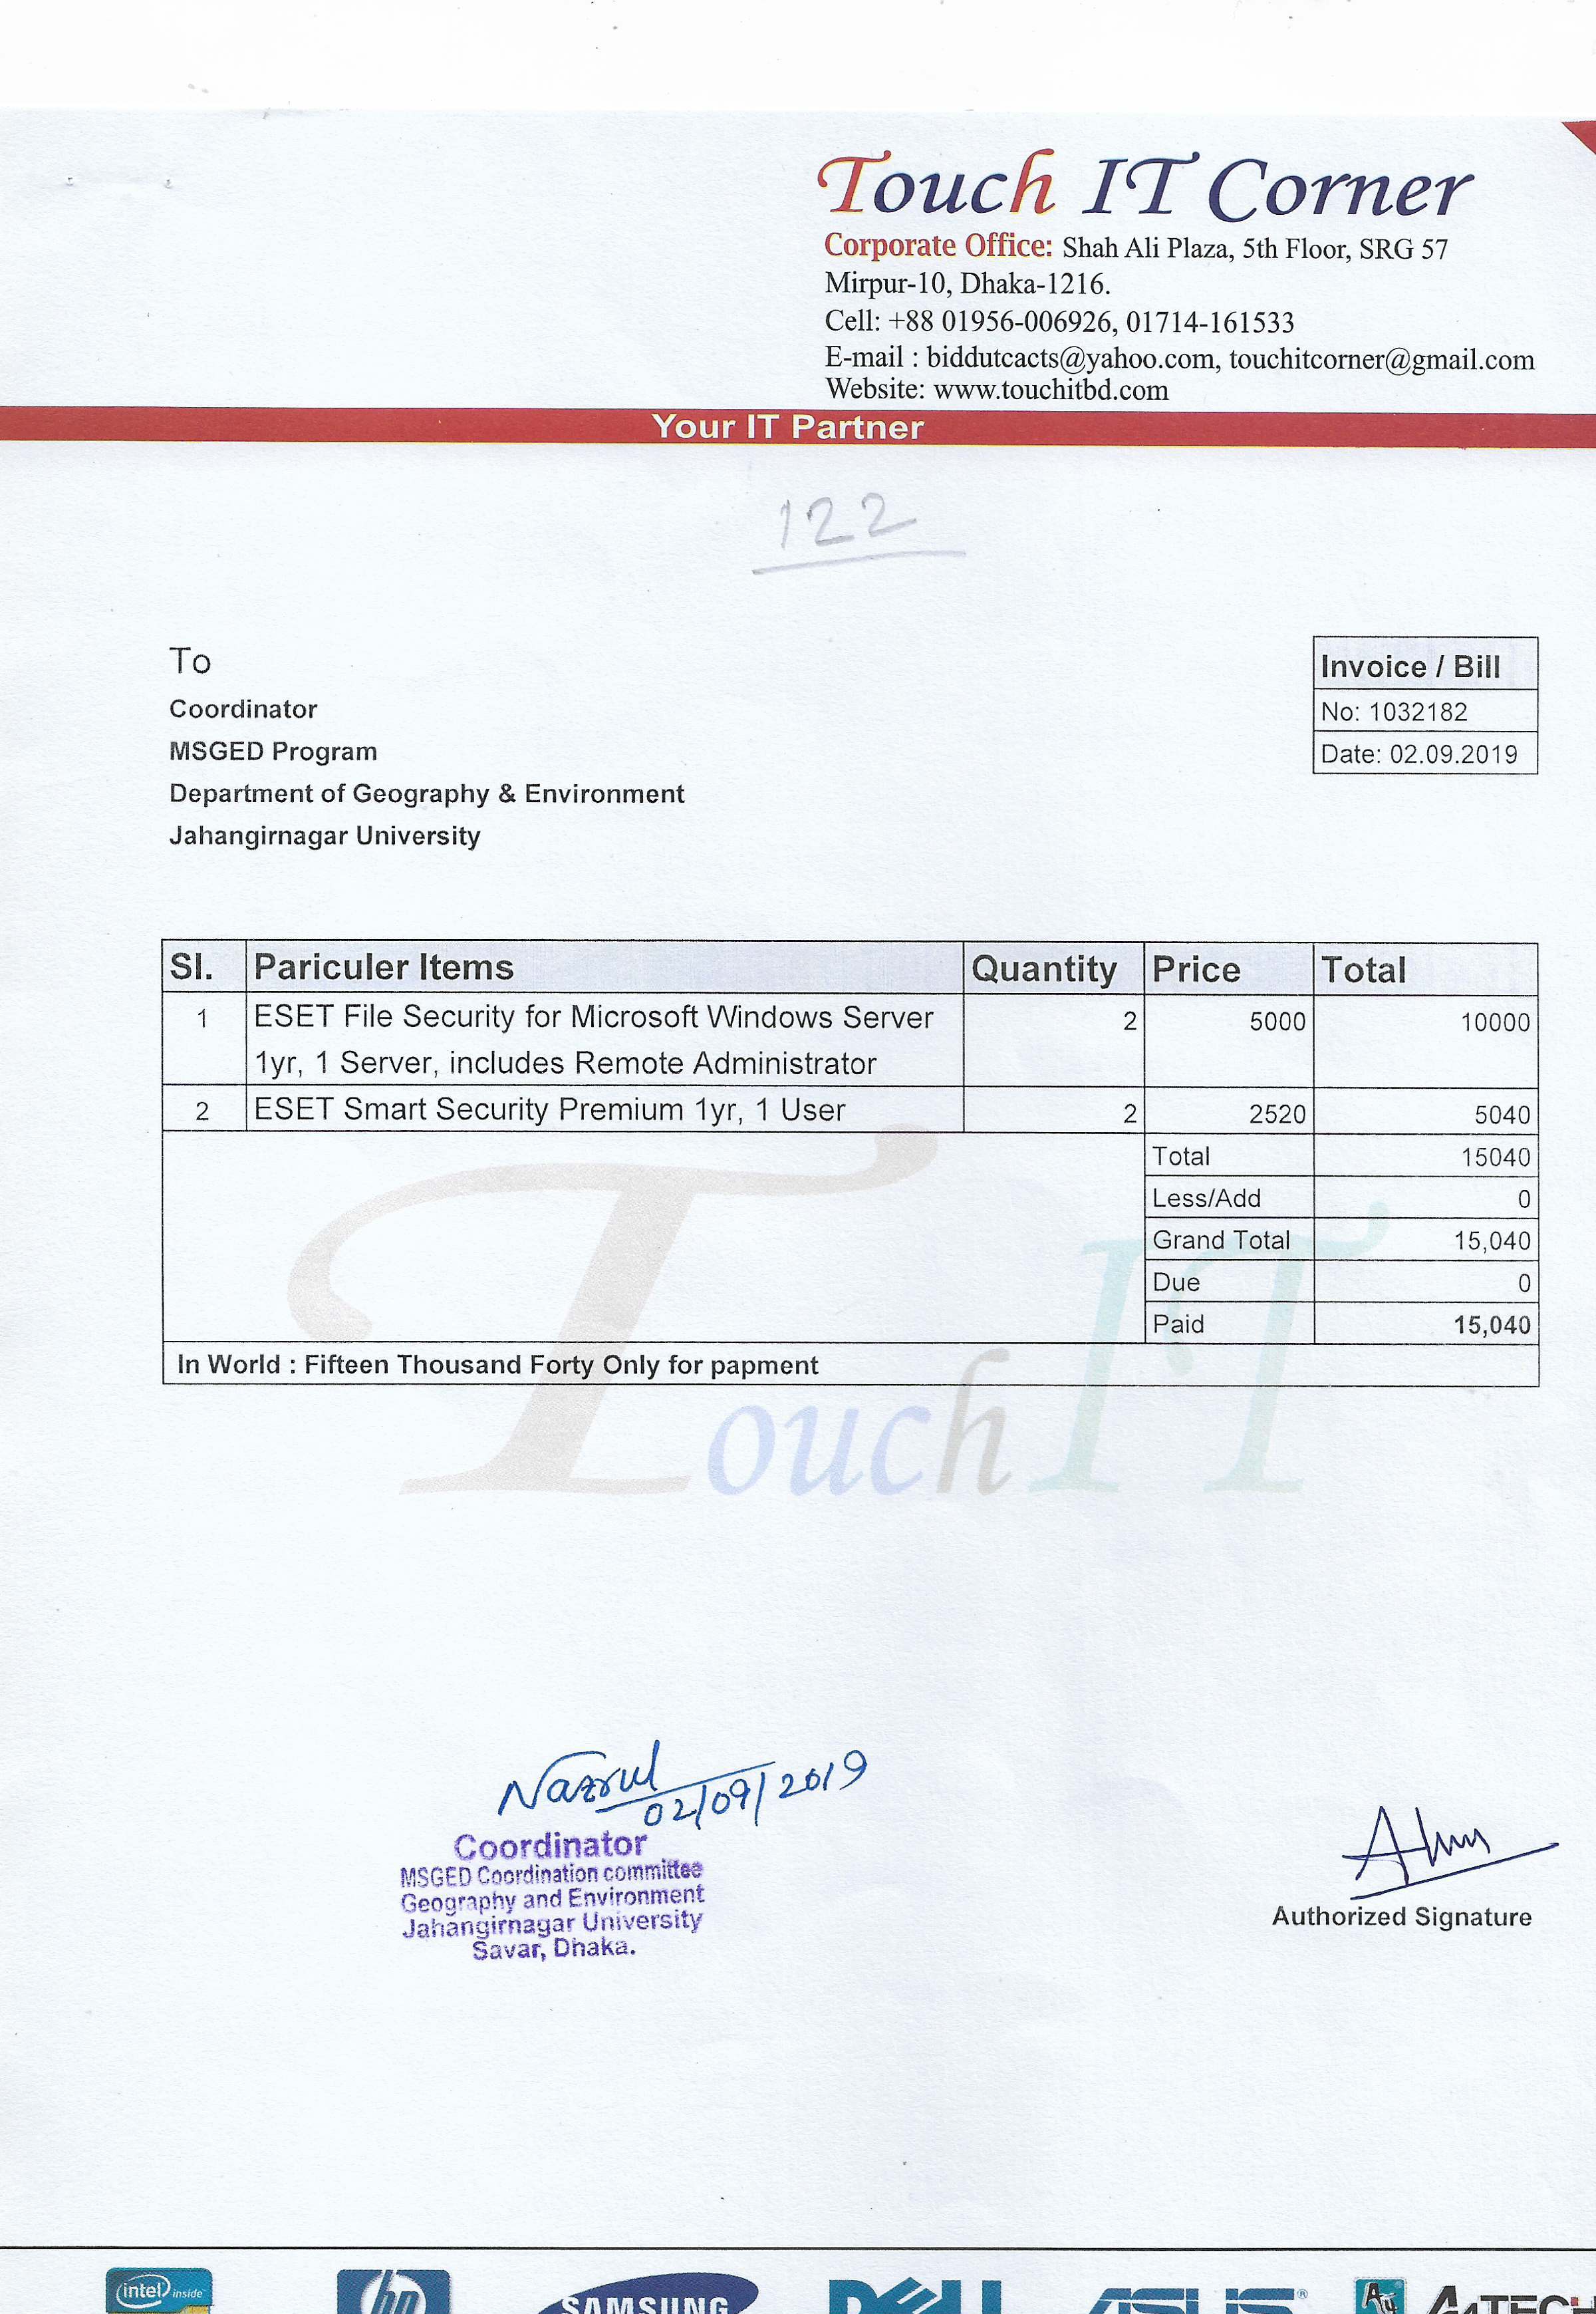 Touch IT Corner
Corporate Office: Shah Ali Plaza, 5th Floor, SRG 57
Mirpur-10, Dhaka-1216.
Cell: +88 01956-006926, 01714-161533
E-mail : biddutcacts@yahoo.com, touchitcorner@gmail.com
Website: www.touchitbd.com
Your IT Partner
122
To
Coordinator
MSGED Program
Department of Geography & Environment
Jahangirnagar University
Invoice / Bill
No: 1032182
Date: 02.09.2019
Sl. Pariculer Items Quantity Price Total
1 ESET File Security for Microsoft Windows Server 2 5000 10000
1yr, 1 Server, includes Remote Administrator
2 ESET Smart Security Premium 1yr, 1 User 2 2520 5040
Total 15040
Less/Add 0
Grand Total 15,040
Due 0
Paid 15,040
In World : Fifteen Thousand Forty Only for papment
Touch IT
Nazrul
02/09/2019
Coordinator
MSGED Coordination committee
Geography and Environment
Jahangirnagar University
Savar, Dhaka.
Authorized Signature
intel inside hp SAMSUNG DELL ASUS A4TECH